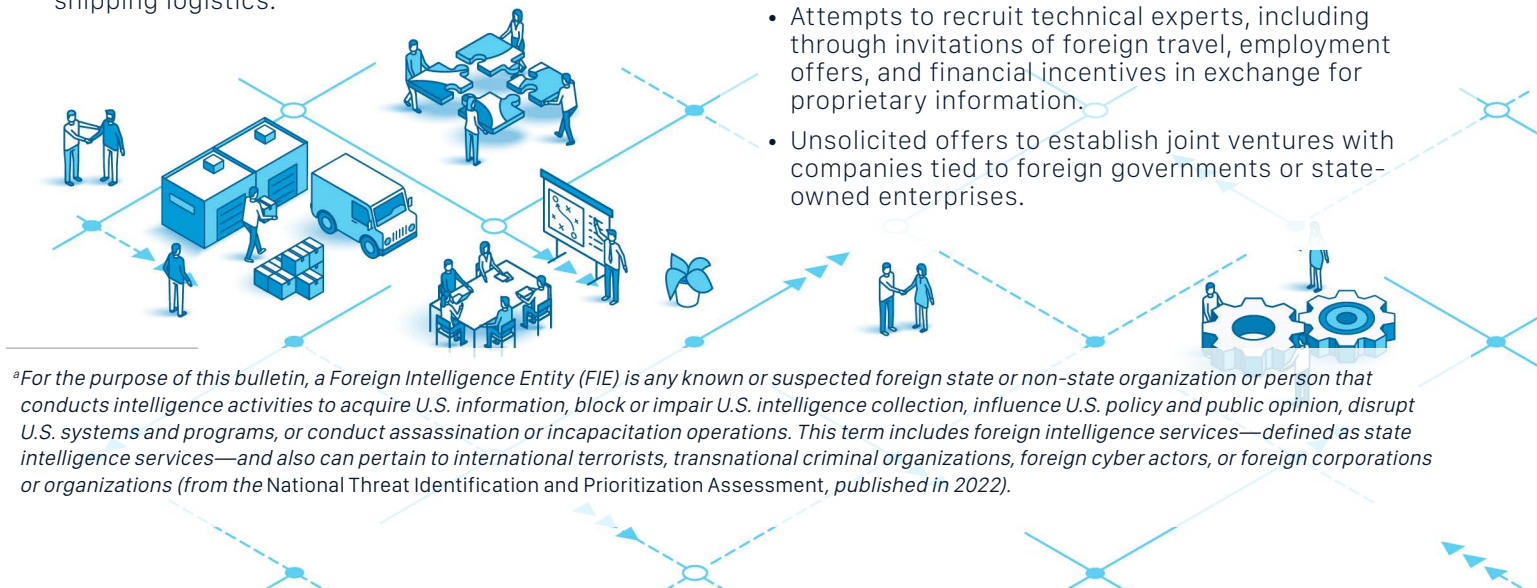 shipping logistics.
• Attempts to recruit technical experts, including
through invitations of foreign travel, employment
offers, and financial incentives in exchange for
proprietary information.
• Unsolicited offers to establish joint ventures with
companies tied to foreign governments or state-
owned enterprises.
ᵃFor the purpose of this bulletin, a Foreign Intelligence Entity (FIE) is any known or suspected foreign state or non-state organization or person that
conducts intelligence activities to acquire U.S. information, block or impair U.S. intelligence collection, influence U.S. policy and public opinion, disrupt
U.S. systems and programs, or conduct assassination or incapacitation operations. This term includes foreign intelligence services—defined as state
intelligence services—and also can pertain to international terrorists, transnational criminal organizations, foreign cyber actors, or foreign corporations
or organizations (from the National Threat Identification and Prioritization Assessment, published in 2022).